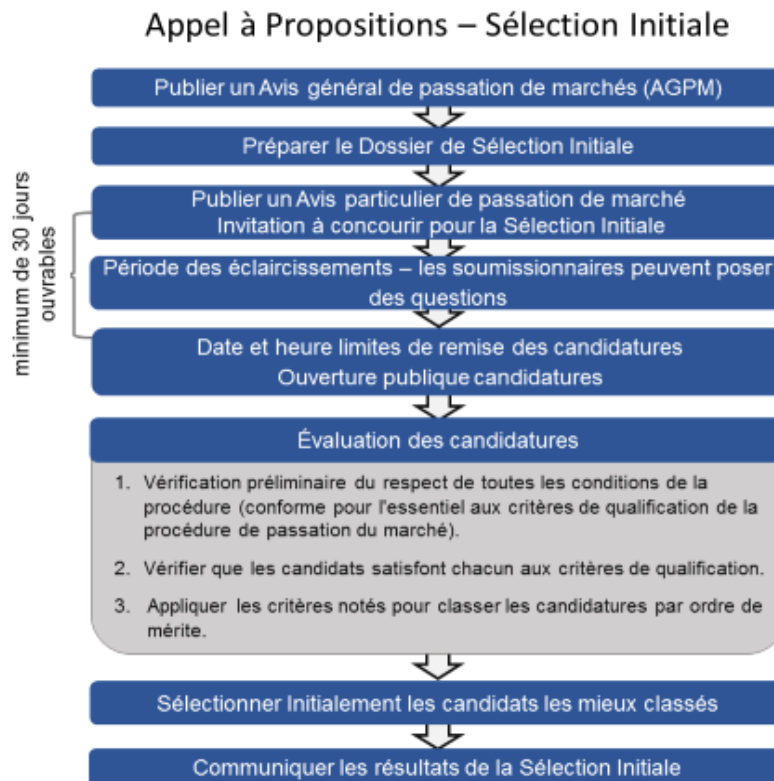 Appel à Propositions – Sélection Initiale
Publier un Avis général de passation de marchés (AGPM)
Préparer le Dossier de Sélection Initiale
Publier un Avis particulier de passation de marché
Invitation à concourir pour la Sélection Initiale
minimum de 30 jours
ouvrables
Période des éclaircissements – les soumissionnaires peuvent poser
des questions
Date et heure limites de remise des candidatures
Ouverture publique candidatures
Évaluation des candidatures
1. Vérification préliminaire du respect de toutes les conditions de la
procédure (conforme pour l'essentiel aux critères de qualification de la
procédure de passation du marché).
2. Vérifier que les candidats satisfont chacun aux critères de qualification.
3. Appliquer les critères notés pour classer les candidatures par ordre de
mérite.
Sélectionner Initialement les candidats les mieux classés
Communiquer les résultats de la Sélection Initiale